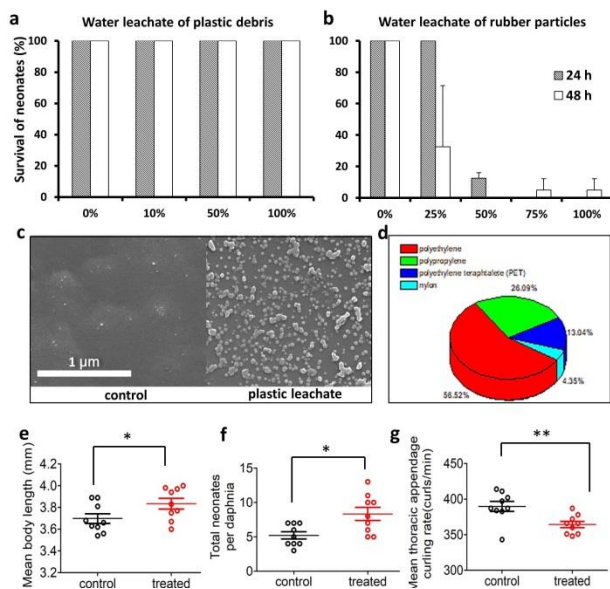 a
Water leachate of plastic debris
Survival of neonates (%)
100
80
60
40
20
0
0% 10% 50% 100%
b
Water leachate of rubber particles
100
80
60
40
20
0
24 h
48 h
0% 25% 50% 75% 100%
c
1 μm
control
plastic leachate
d
polyethylene
polypropylene
polyethylene teraphtalete (PET)
nylon
26.09%
13.04%
4.35%
56.52%
e
Mean body length (mm)
4.2
4.0
3.8
3.6
3.4
3.2
*
control treated
f
Total neonates
per daphmia
15
10
5
0
*
control treated
g
Mean thoracic appendage
curling rate(curls/min)
450
400
350
300
**
control treated